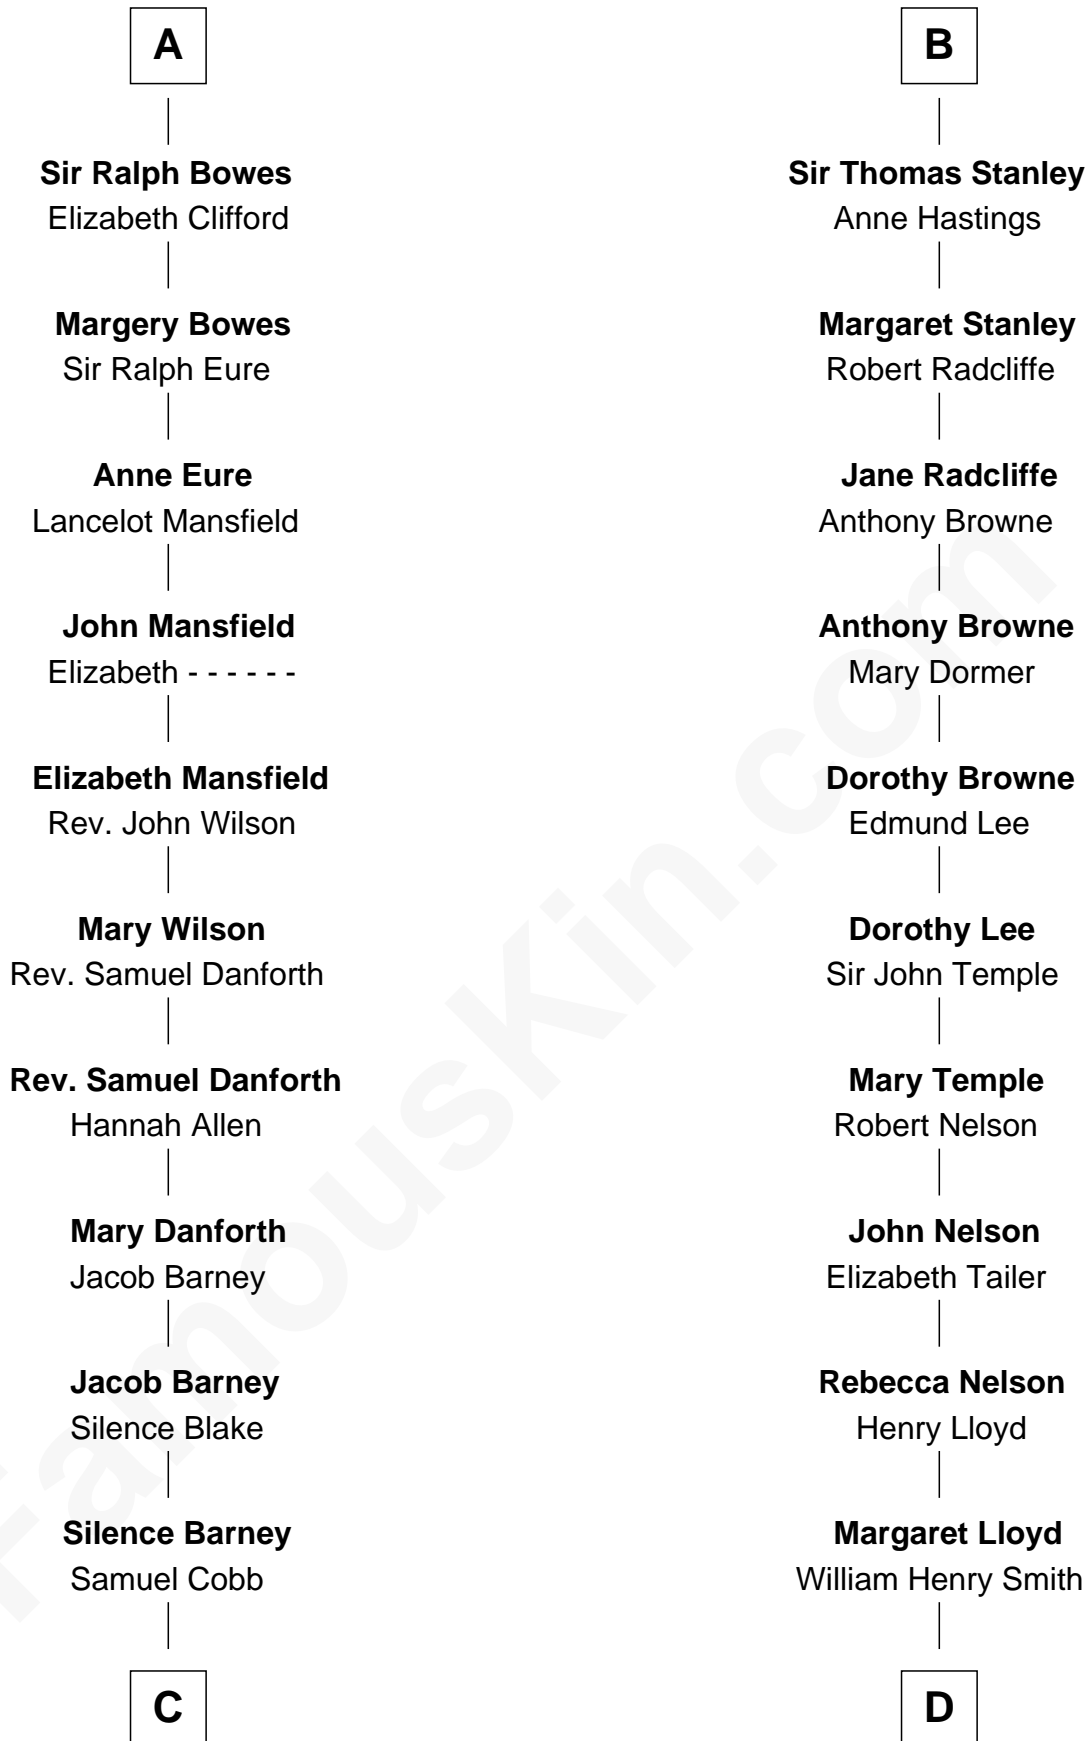 A
Sir Ralph Bowes
Elizabeth Clifford
Margery Bowes
Sir Ralph Eure
Anne Eure
Lancelot Mansfield
John Mansfield
Elizabeth - - - - - -
Elizabeth Mansfield
Rev. John Wilson
Mary Wilson
Rev. Samuel Danforth
Rev. Samuel Danforth
Hannah Allen
Mary Danforth
Jacob Barney
Jacob Barney
Silence Blake
Silence Barney
Samuel Cobb
C
B
Sir Thomas Stanley
Anne Hastings
Margaret Stanley
Robert Radcliffe
Jane Radcliffe
Anthony Browne
Anthony Browne
Mary Dormer
Dorothy Browne
Edmund Lee
Dorothy Lee
Sir John Temple
Mary Temple
Robert Nelson
John Nelson
Elizabeth Tailer
Rebecca Nelson
Henry Lloyd
Margaret Lloyd
William Henry Smith
D
FamousKin.com